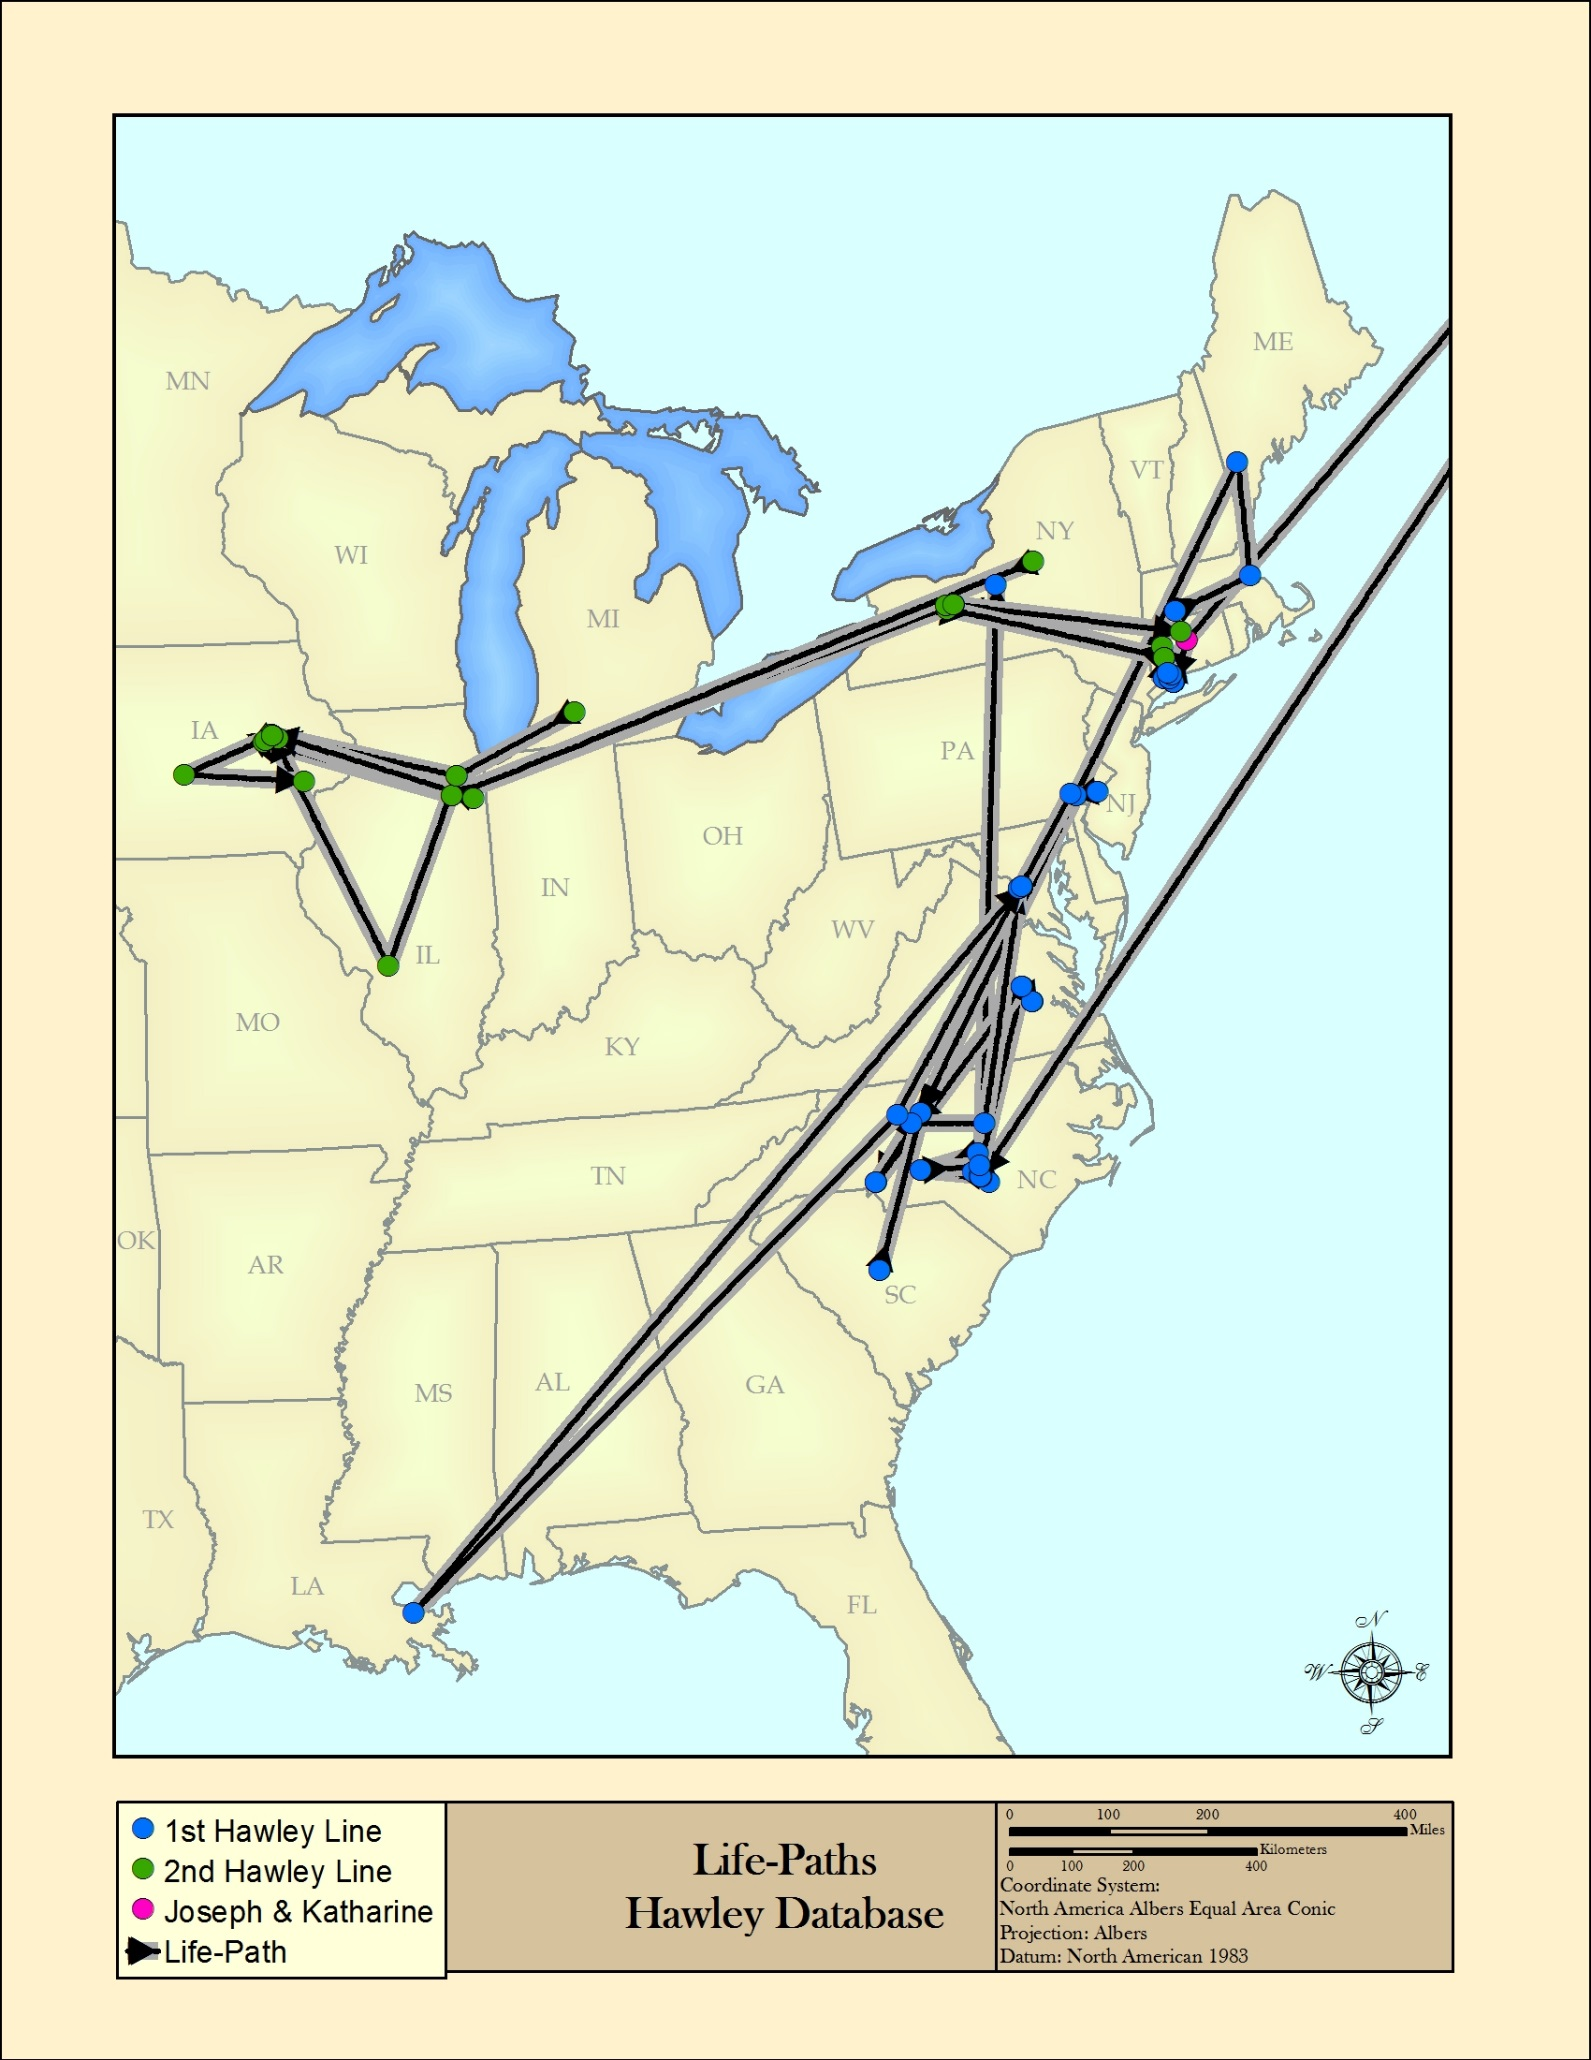 ME
MN
VT
NY
WI
MI
IA
PA
NJ
OH
IN
WV
IL
MO
KY
TN
NC
OK
AR
SC
MS
AL
GA
TX
LA
FL
N
W E
S
1st Hawley Line
2nd Hawley Line
Joseph & Katharine
Life-Path
Life-Paths
Hawley Database
0 100 200 400
Miles
Kilometers
0 100 200 400
Coordinate System:
North America Albers Equal Area Conic
Projection: Albers
Datum: North American 1983